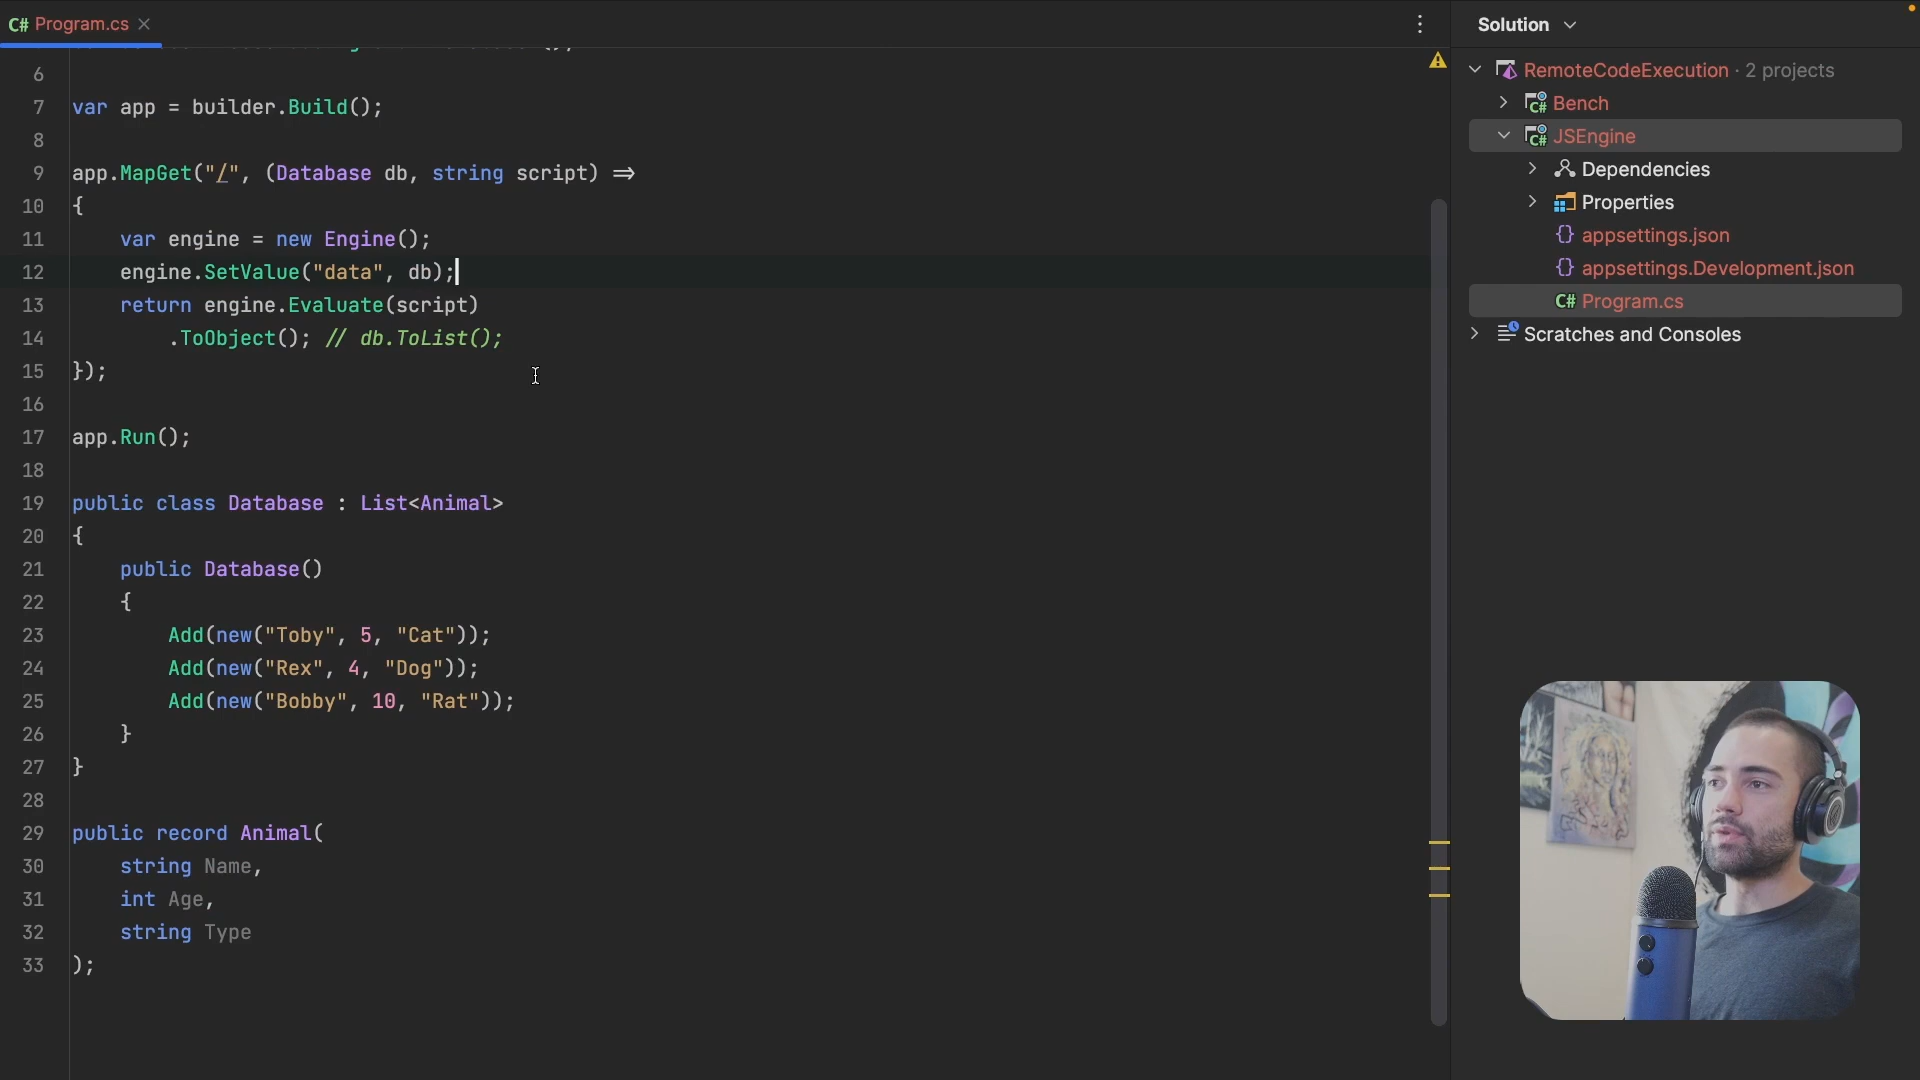 C# Program.cs
6
7 var app = builder.Build();
8
9 app.MapGet("/", (Database db, string script) =>
10 {
11 var engine = new Engine();
12 engine.SetValue("data", db);
13 return engine.Evaluate(script)
14 .ToObject(); // db.ToList();
15 });
16
17 app.Run();
18
19 public class Database : List<Animal>
20 {
21 public Database()
22 {
23 Add(new("Toby", 5, "Cat"));
24 Add(new("Rex", 4, "Dog"));
25 Add(new("Bobby", 10, "Rat"));
26 }
27 }
28
29 public record Animal(
30 string Name,
31 int Age,
32 string Type
33 );
Solution
RemoteCodeExecution · 2 projects
C# Bench
C# JSEngine
Dependencies
Properties
{} appsettings.json
{} appsettings.Development.json
C# Program.cs
Scratches and Consoles